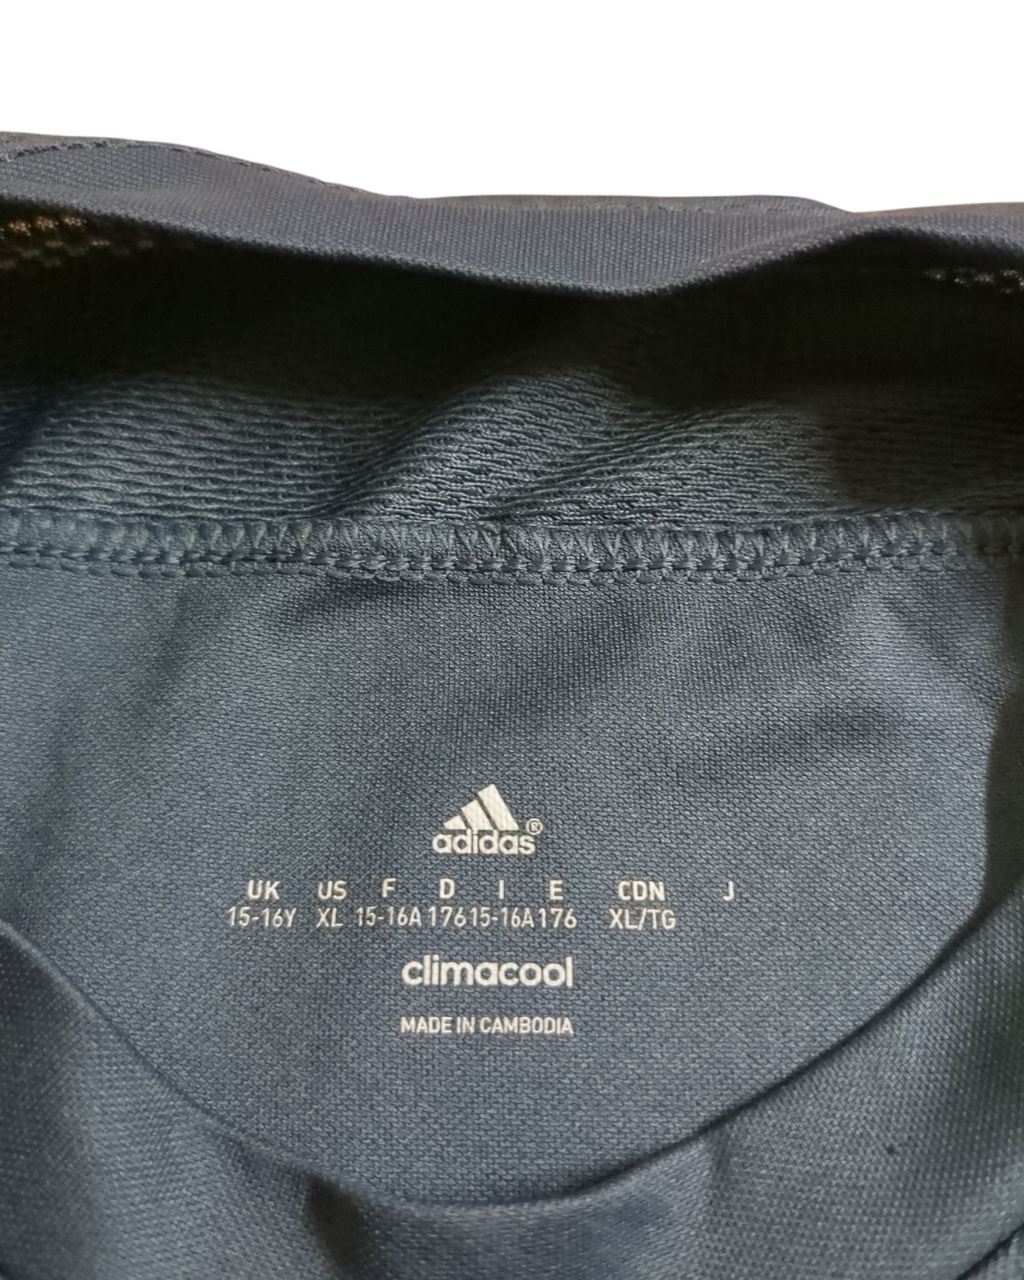 adidas®
UK US F D I E CDN J
15-16Y XL 15-16A 176 15-16A 176 XL/TG
climacool
MADE IN CAMBODIA